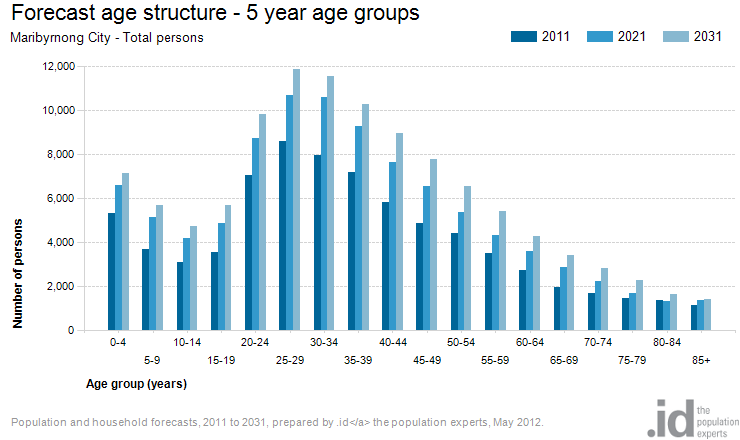 Forecast age structure - 5 year age groups
Maribyrnong City - Total persons
2011 2021 2031
12,000
10,000
8,000
6,000
4,000
2,000
0
Number of persons
0-4 10-14 20-24 30-34 40-44 50-54 60-64 70-74 80-84
5-9 15-19 25-29 35-39 45-49 55-59 65-69 75-79 85+
Age group (years)
Population and household forecasts, 2011 to 2031, prepared by .id</a> the population experts, May 2012.
.id the
population
experts